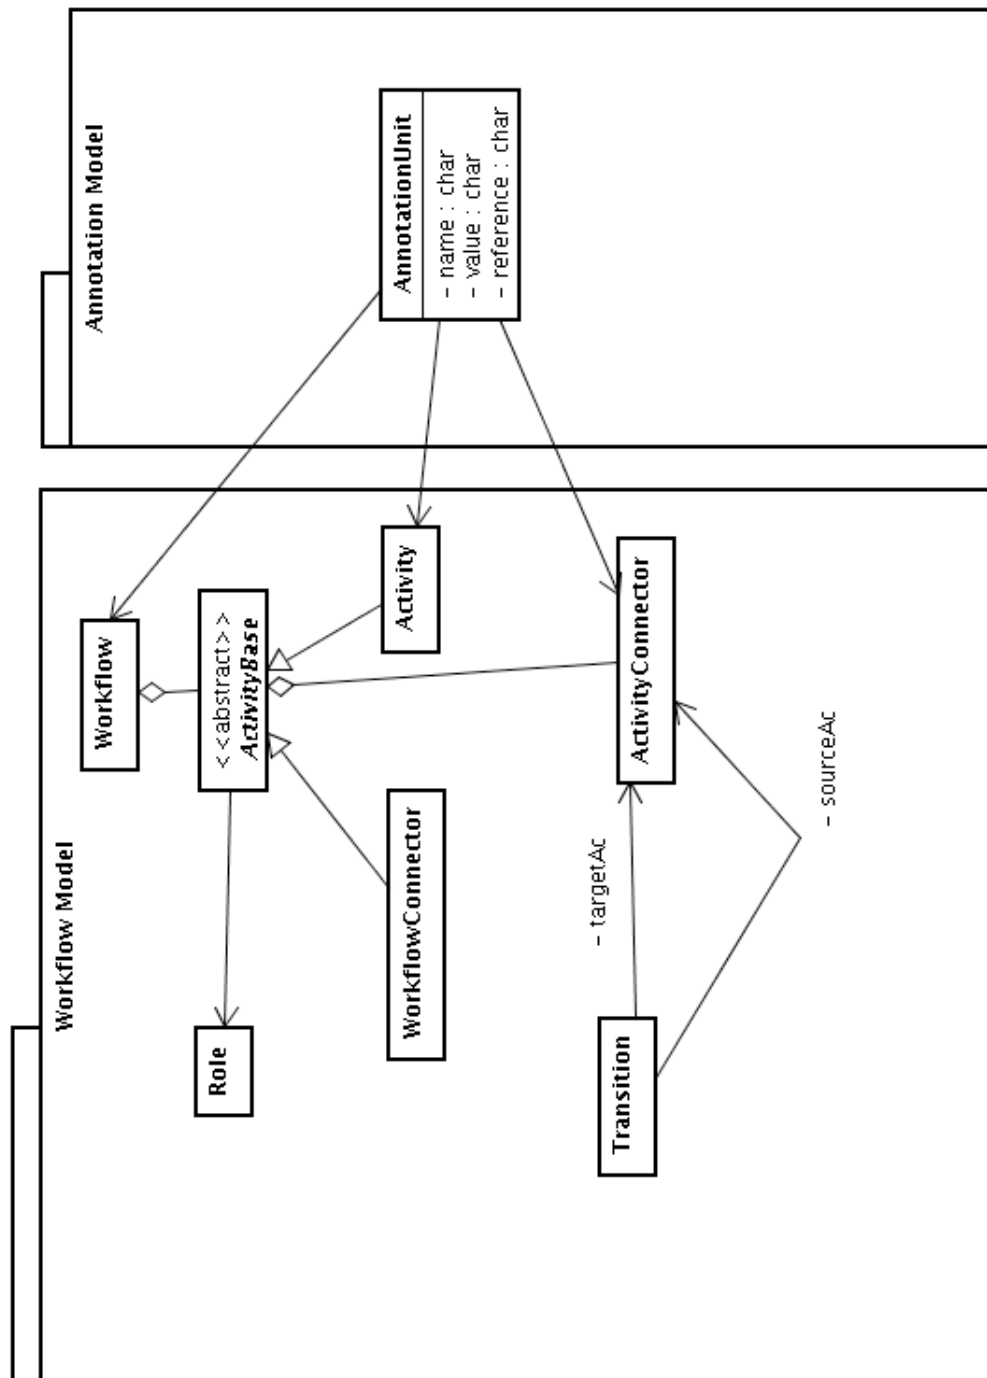 Workflow Model
Annotation Model
Workflow
<<abstract>>
ActivityBase
Role
Activity
WorkflowConnector
ActivityConnector
Transition
- targetAc
- sourceAc
AnnotationUnit
- name : char
- value : char
- reference : char